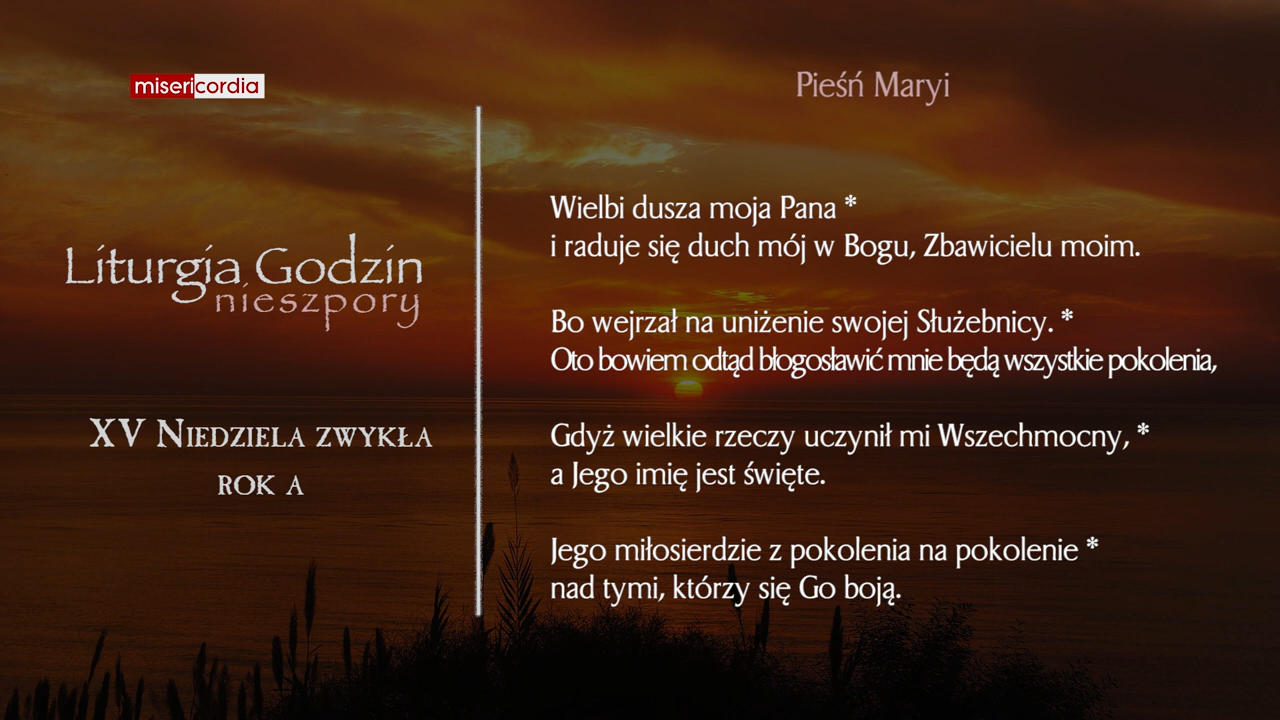 misericordia
Liturgia Godzin
nieszpory
XV Niedziela zwykła
rok A
Pieśń Maryi
Wielbi dusza moja Pana *
i raduje się duch mój w Bogu, Zbawicielu moim.
Bo wejrzał na uniżenie swojej Służebnicy. *
Oto bowiem odtąd błogosławić mnie będą wszystkie pokolenia,
Gdyż wielkie rzeczy uczynił mi Wszechmocny, *
a Jego imię jest święte.
Jego miłosierdzie z pokolenia na pokolenie *
nad tymi, którzy się Go boją.